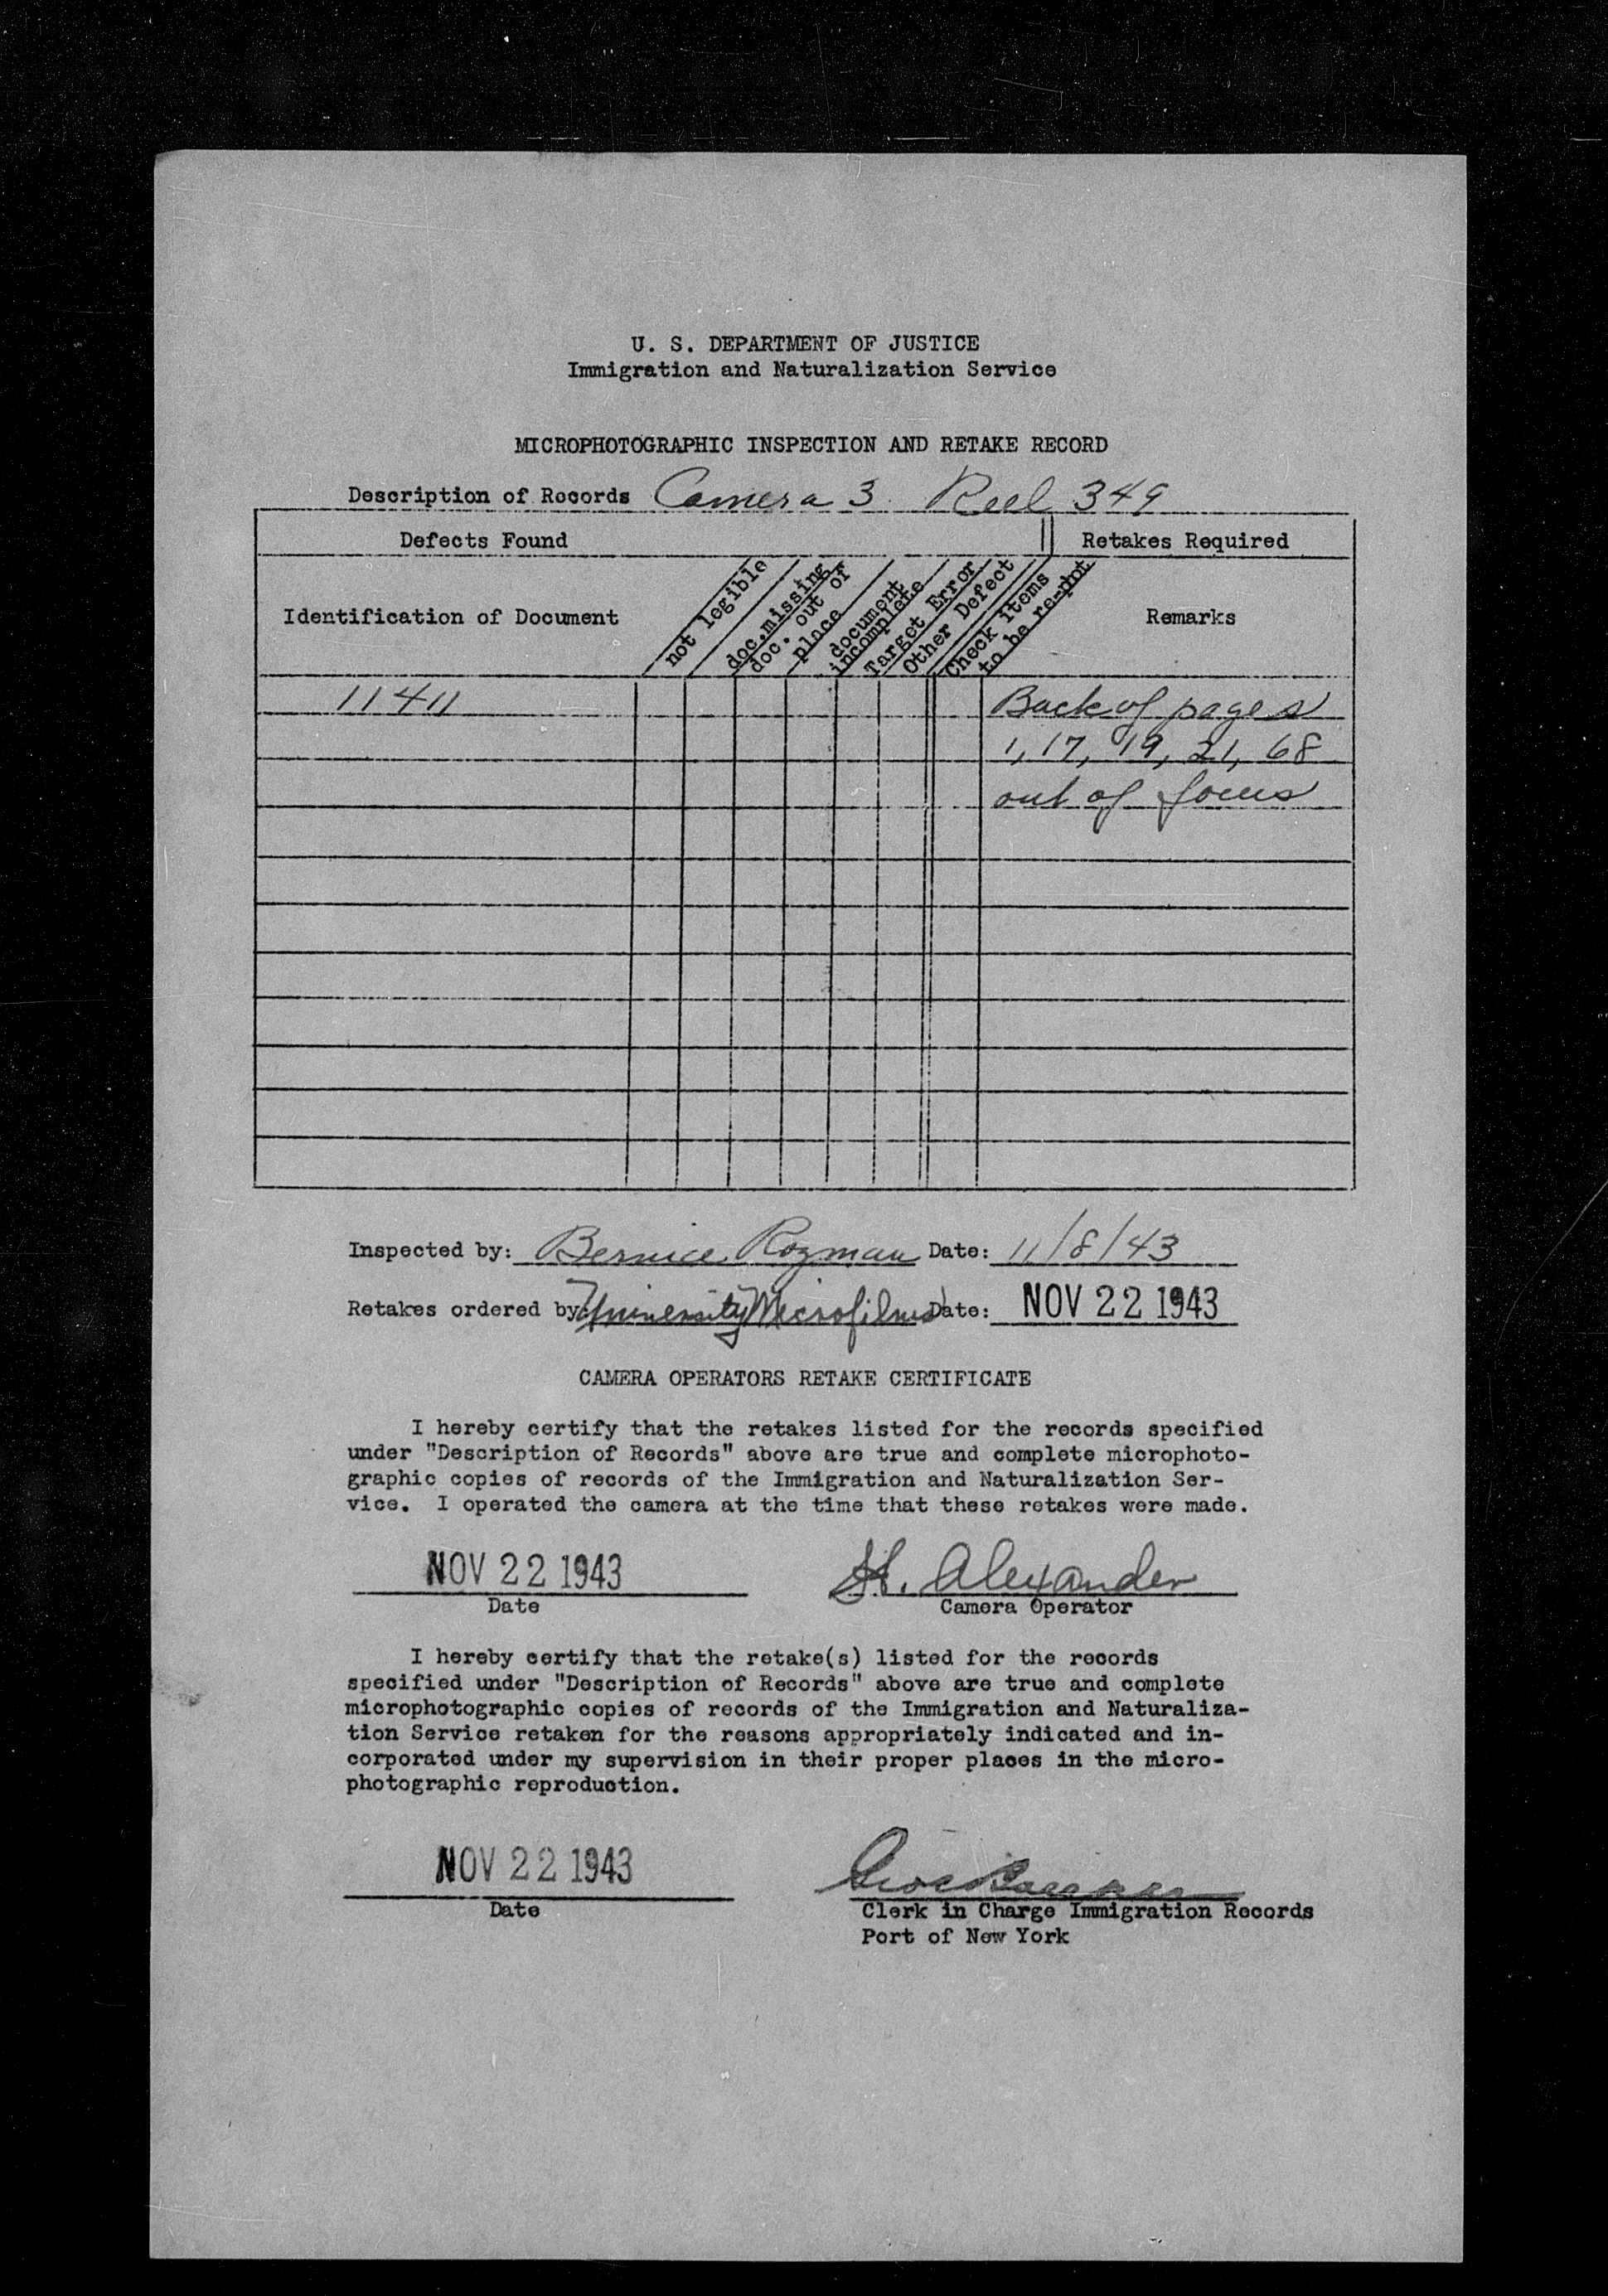 U. S. DEPARTMENT OF JUSTICE
Immigration and Naturalization Service
MICROPHOTOGRAPHIC INSPECTION AND RETAKE RECORD
Description of Records Camera 3 Reel 349
Defects Found Retakes Required
Identification of Document
not legible
doc.missing
doc. out of
place
document
incomplete
Target Error
Other Defect
Check Items
to be re-phot
Remarks
11411 Back of pages
1, 17, 19, 21, 68
out of focus
Inspected by: Bernice Rozman Date: 11/8/43
Retakes ordered by: University Microfilms Date: NOV 22 1943
CAMERA OPERATORS RETAKE CERTIFICATE
I hereby certify that the retakes listed for the records specified
under "Description of Records" above are true and complete microphoto-
graphic copies of records of the Immigration and Naturalization Ser-
vice. I operated the camera at the time that these retakes were made.
NOV 22 1943 H. Alexander
Date Camera Operator
I hereby certify that the retake(s) listed for the records
specified under "Description of Records" above are true and complete
microphotographic copies of records of the Immigration and Naturaliza-
tion Service retaken for the reasons appropriately indicated and in-
corporated under my supervision in their proper places in the micro-
photographic reproduction.
NOV 22 1943
Date Clerk in Charge Immigration Records
Port of New York